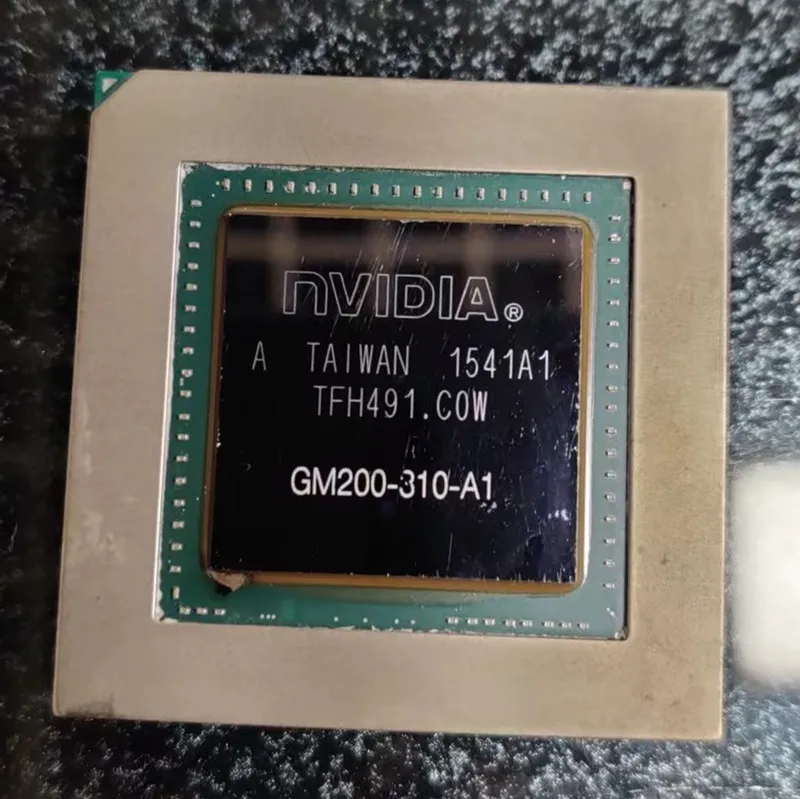 nVIDIA®
A TAIWAN 1541A1
TFH491.C0W
GM200-310-A1